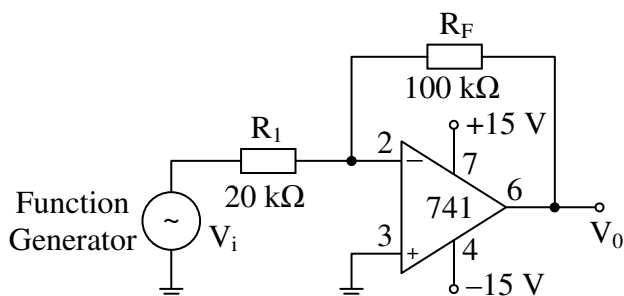 R_F
100 kΩ
+15 V
R_1
2
−
7
20 kΩ
741
6
Function
Generator
~
V_i
3
+
4
V_0
−15 V